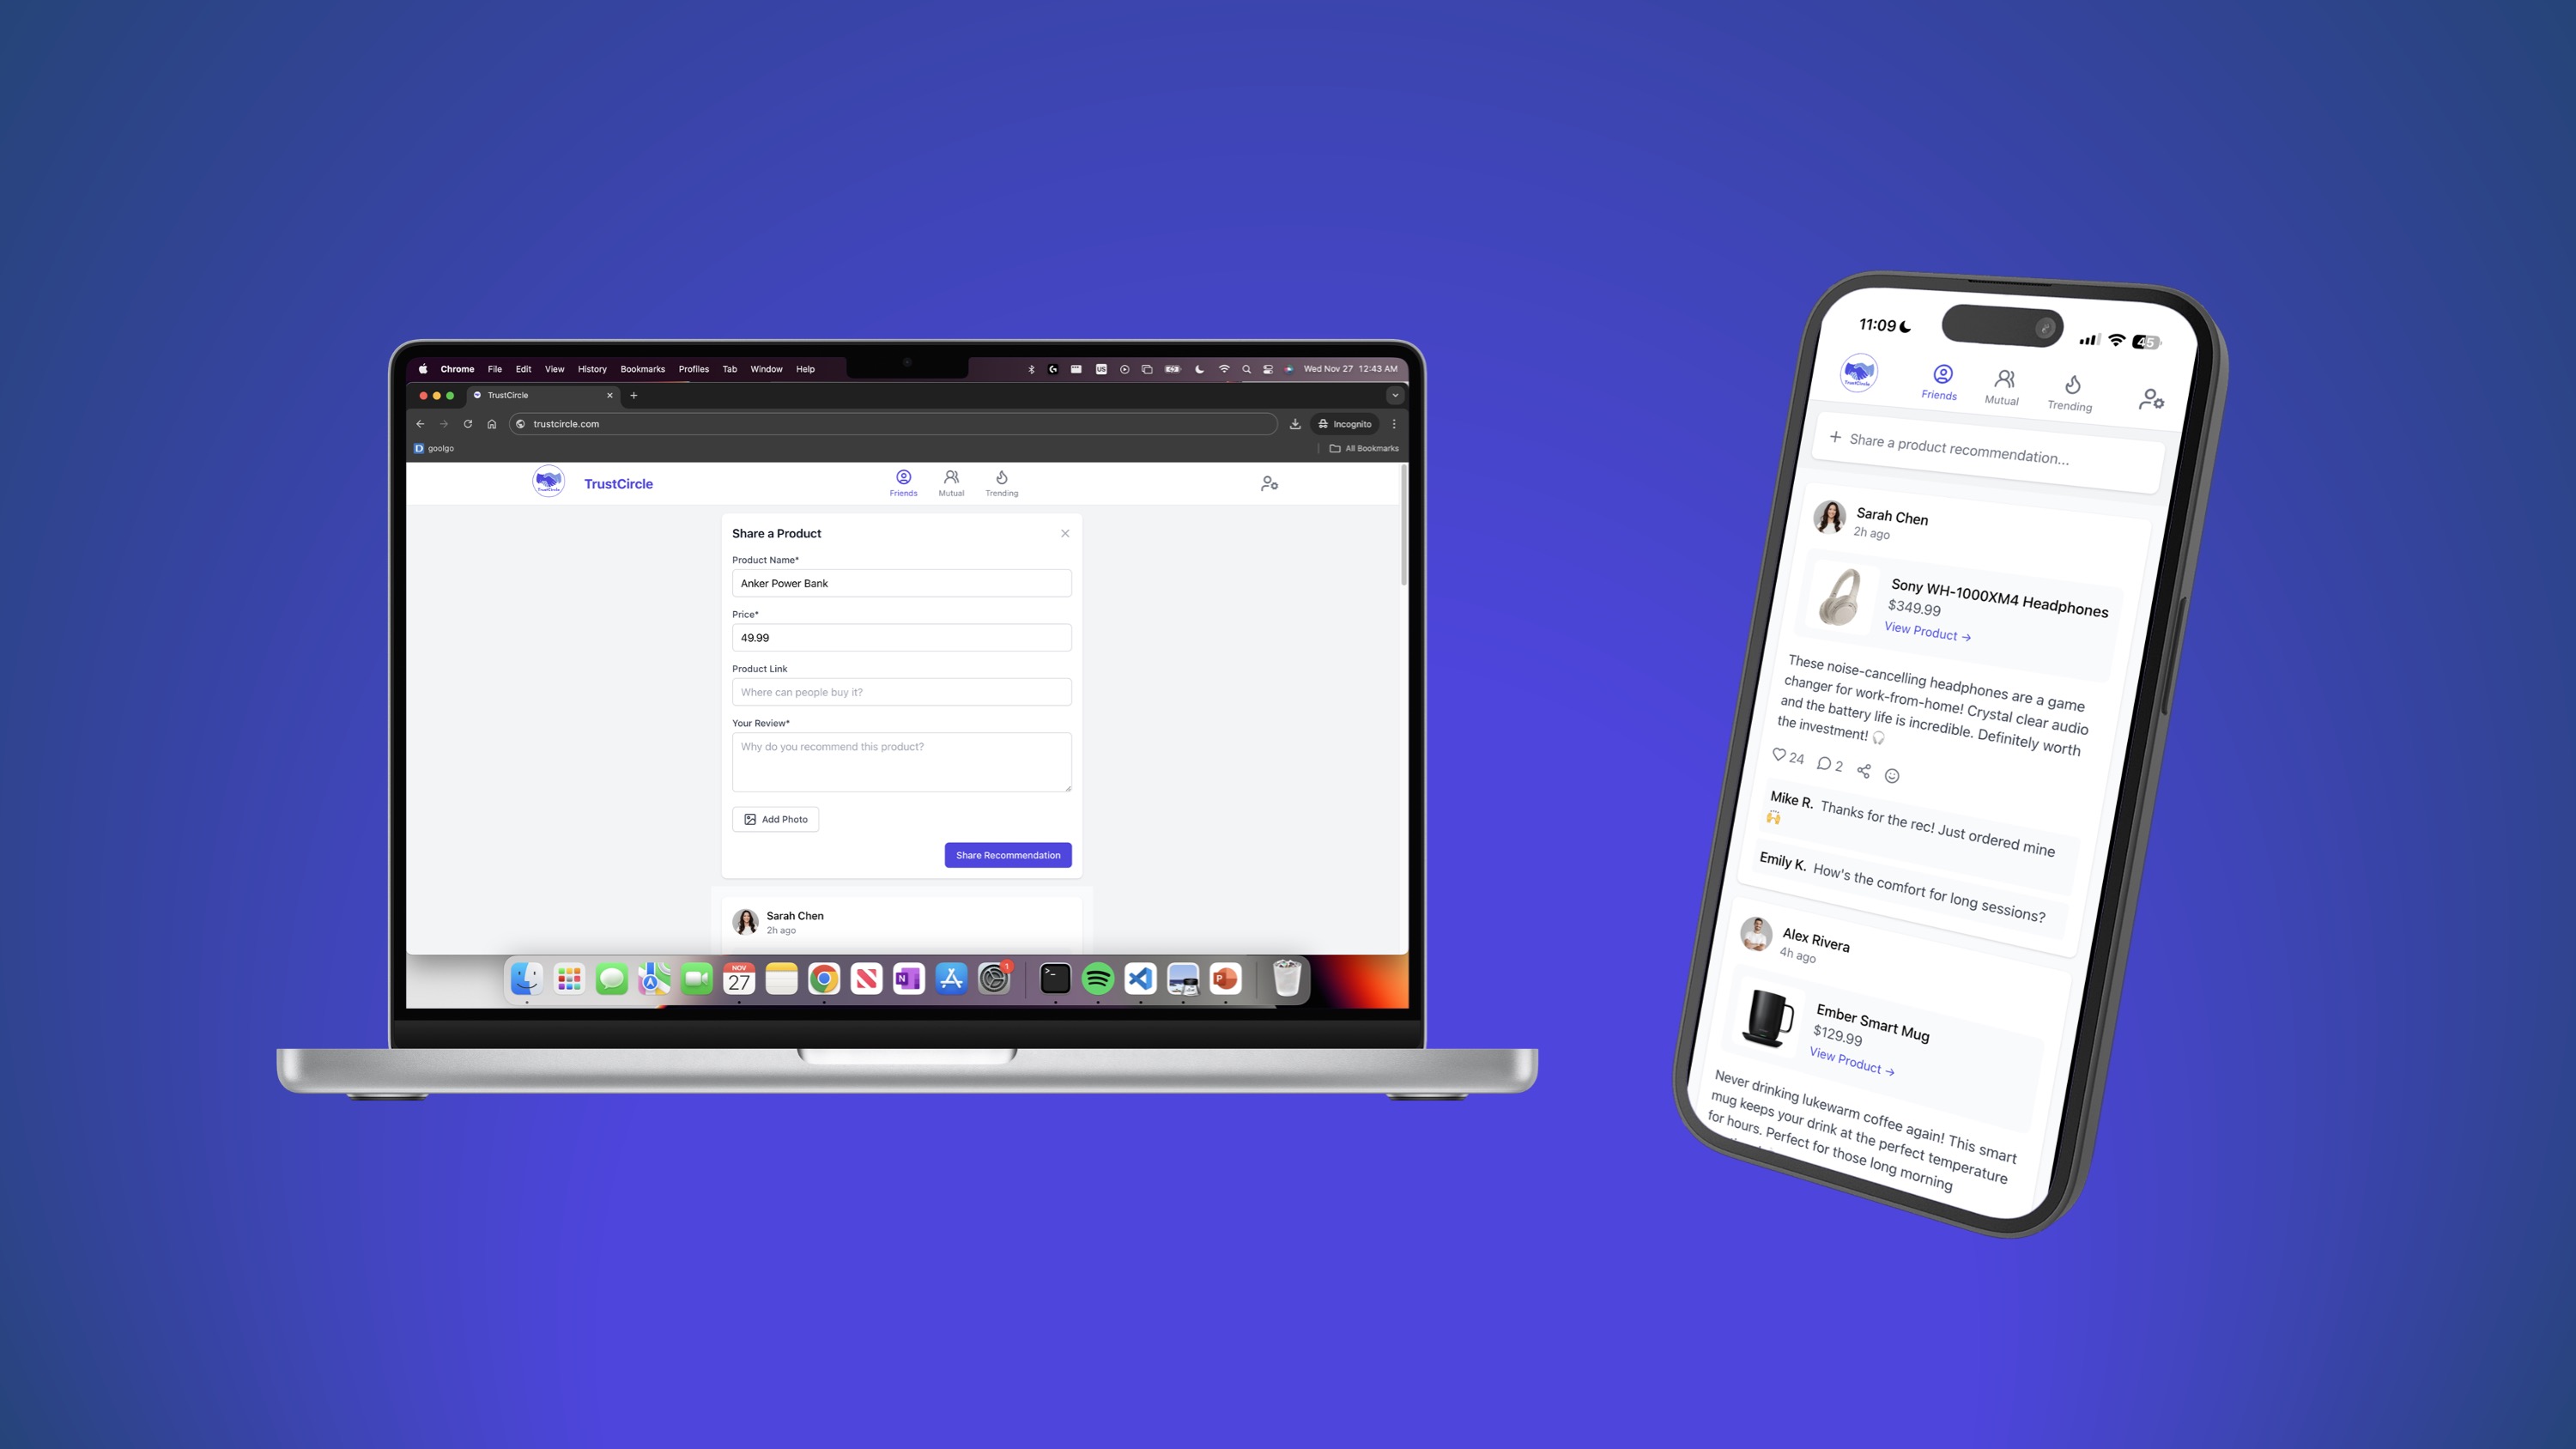 Chrome File Edit View History Bookmarks Profiles Tab Window Help
US
Wed Nov 27 12:43 AM
TrustCircle
trustcircle.com
Incognito
goolgo
All Bookmarks
TrustCircle
TrustCircle
Friends Mutual Trending
Share a Product
Product Name*
Anker Power Bank
Price*
49.99
Product Link
Where can people buy it?
Your Review*
Why do you recommend this product?
Add Photo
Share Recommendation
Sarah Chen
2h ago
NOV
27
N
1
P
11:09
45
TrustCircle
Friends Mutual Trending
+ Share a product recommendation...
Sarah Chen
2h ago
Sony WH-1000XM4 Headphones
$349.99
View Product →
These noise-cancelling headphones are a game
changer for work-from-home! Crystal clear audio
and the battery life is incredible. Definitely worth
the investment! 🎧
24 2
Mike R. Thanks for the rec! Just ordered mine
🙌
Emily K. How's the comfort for long sessions?
Alex Rivera
4h ago
Ember Smart Mug
$129.99
View Product →
Never drinking lukewarm coffee again! This smart
mug keeps your drink at the perfect temperature
for hours. Perfect for those long morning